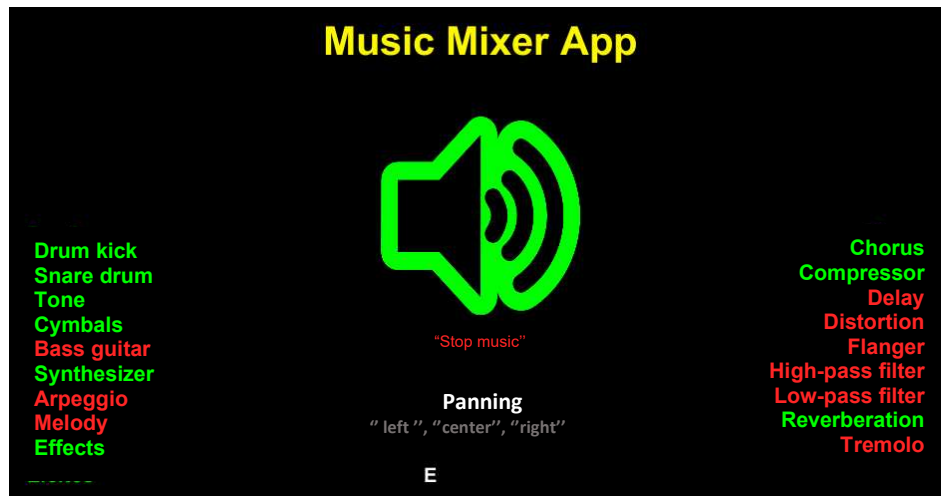 Music Mixer App
Drum kick
Snare drum
Tone
Cymbals
Bass guitar
Synthesizer
Arpeggio
Melody
Effects
“Stop music’’
Panning
‘’ left ’’, ‘’center’’, ‘’right’’
E
Chorus
Compressor
Delay
Distortion
Flanger
High-pass filter
Low-pass filter
Reverberation
Tremolo